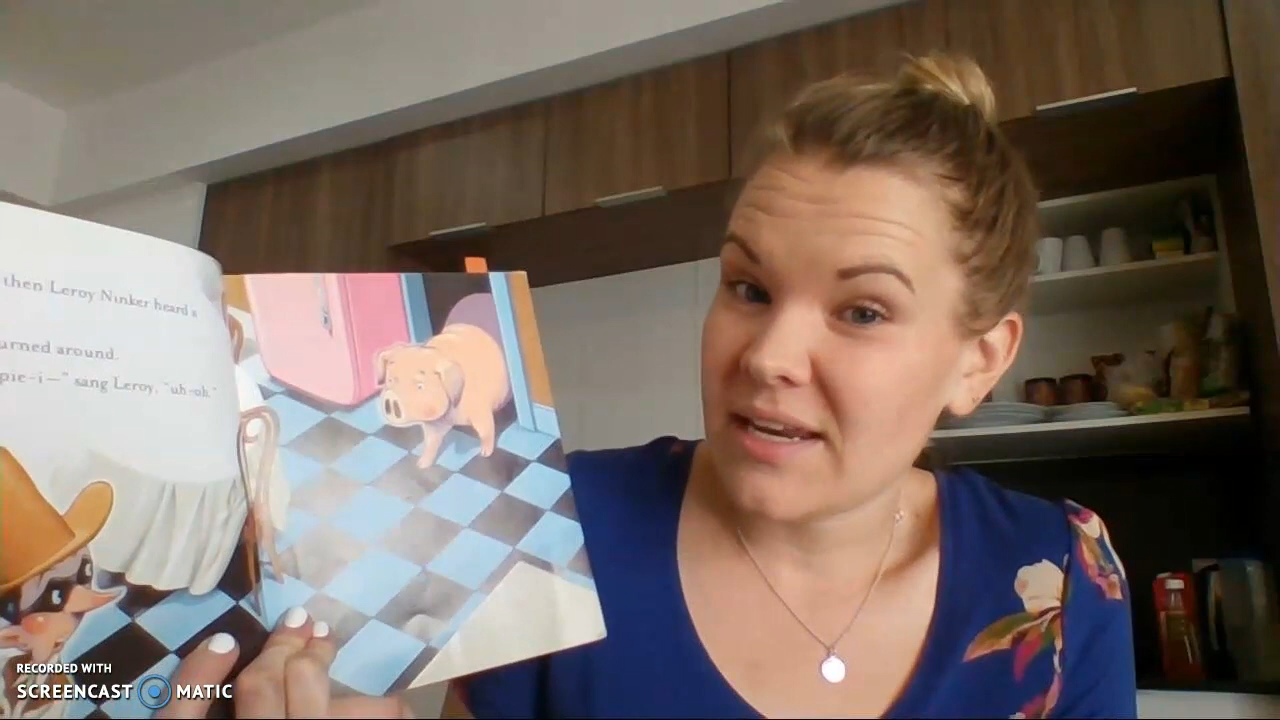 then Leroy Ninker heard a
urned around.
pie-i—" sang Leroy, "uh-oh."
RECORDED WITH
SCREENCAST MATIC